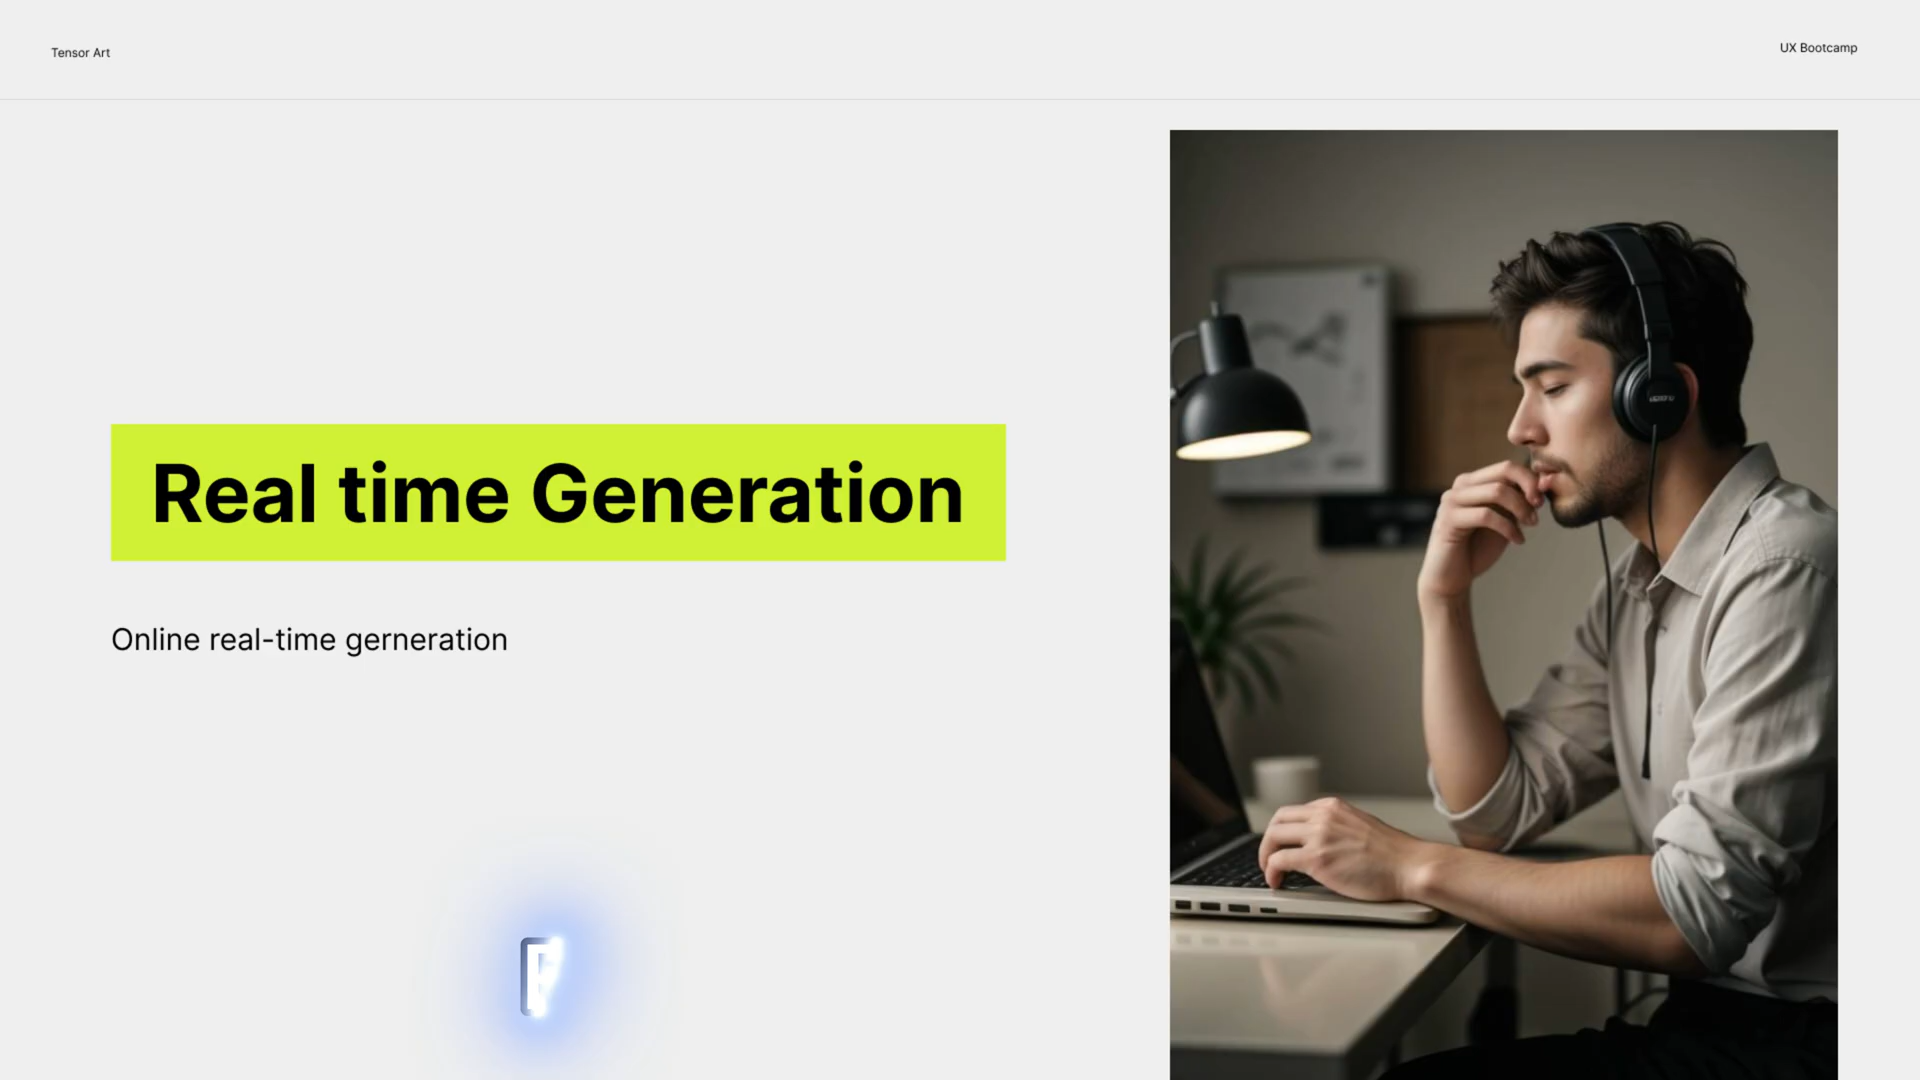 Tensor Art
UX Bootcamp
Real time Generation
Online real-time gerneration